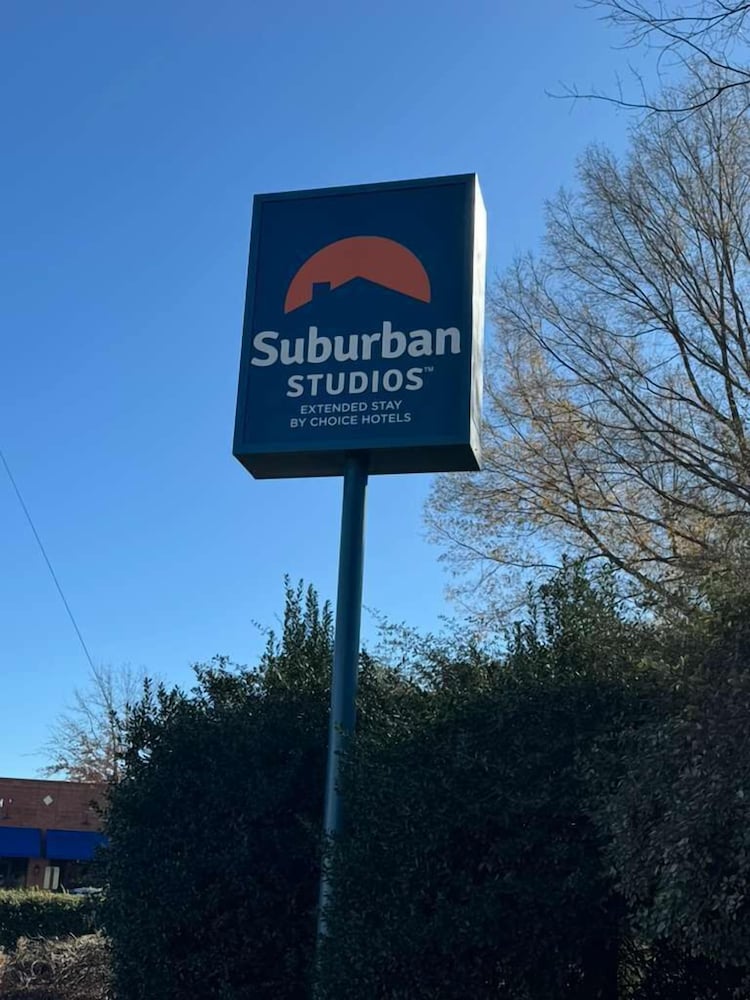 Suburban
STUDIOS™
EXTENDED STAY
BY CHOICE HOTELS